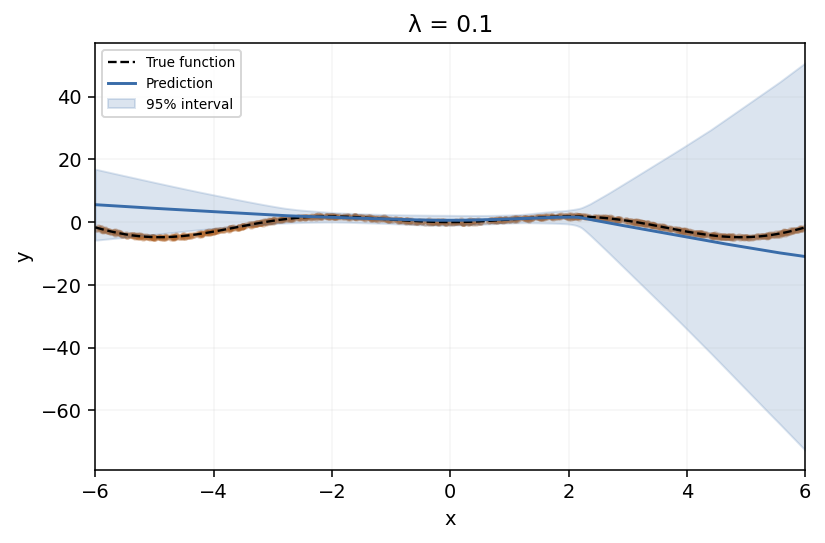 λ = 0.1
True function
Prediction
95% interval
40
20
0
−20
−40
−60
y
−6
−4
−2
0
2
4
6
x